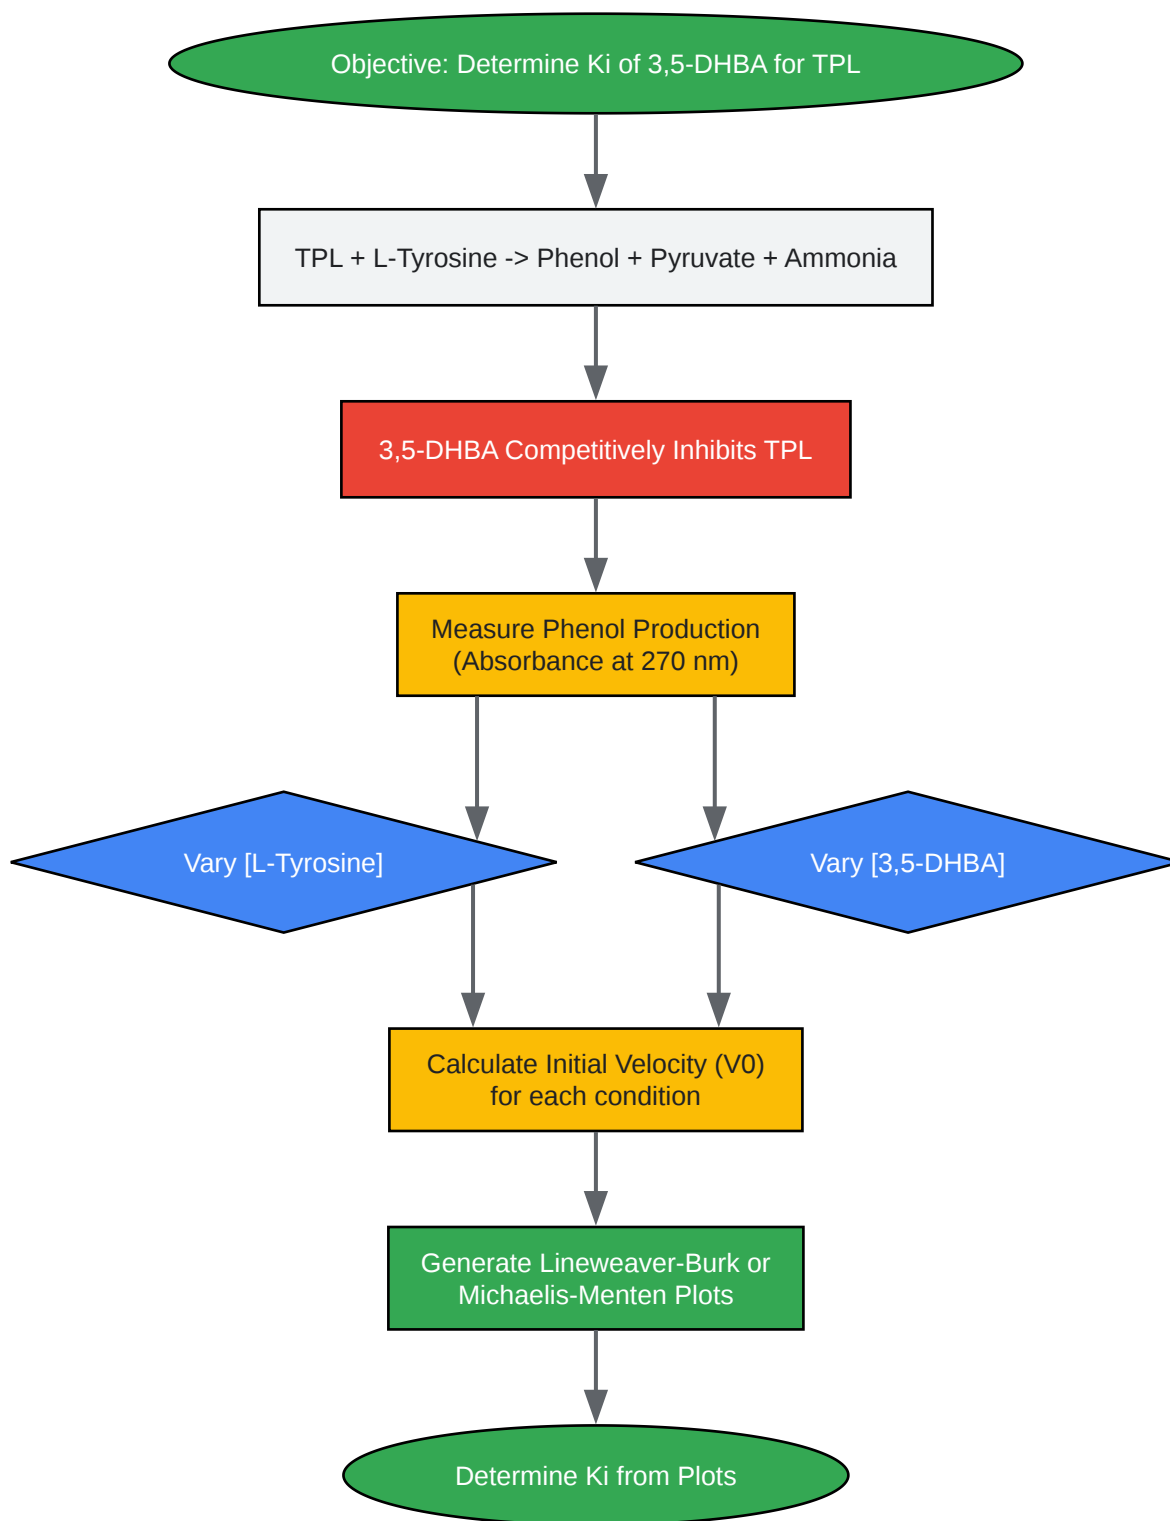 Objective: Determine Ki of 3,5-DHBA for TPL
TPL + L-Tyrosine -> Phenol + Pyruvate + Ammonia
3,5-DHBA Competitively Inhibits TPL
Measure Phenol Production
(Absorbance at 270 nm)
Vary [L-Tyrosine]
Vary [3,5-DHBA]
Calculate Initial Velocity (V0)
for each condition
Generate Lineweaver-Burk or
Michaelis-Menten Plots
Determine Ki from Plots